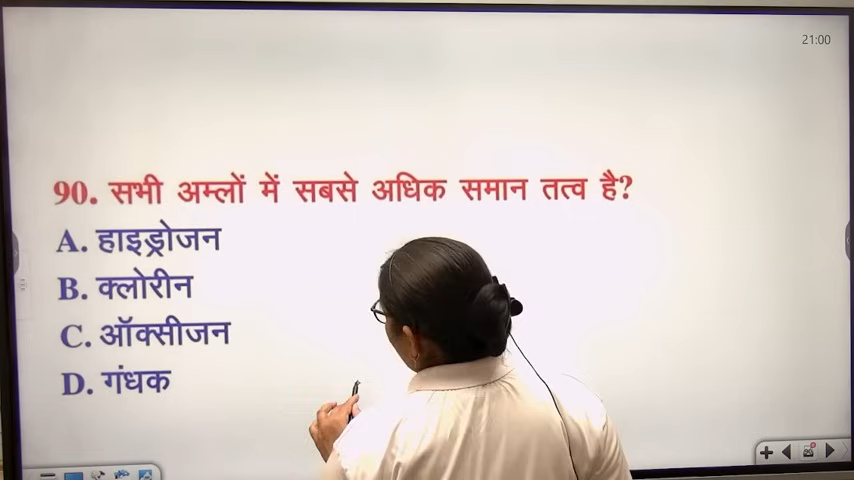 21:00
90. सभी अम्लों में सबसे अधिक समान तत्व है?
A. हाइड्रोजन
B. क्लोरीन
C. ऑक्सीजन
D. गंधक